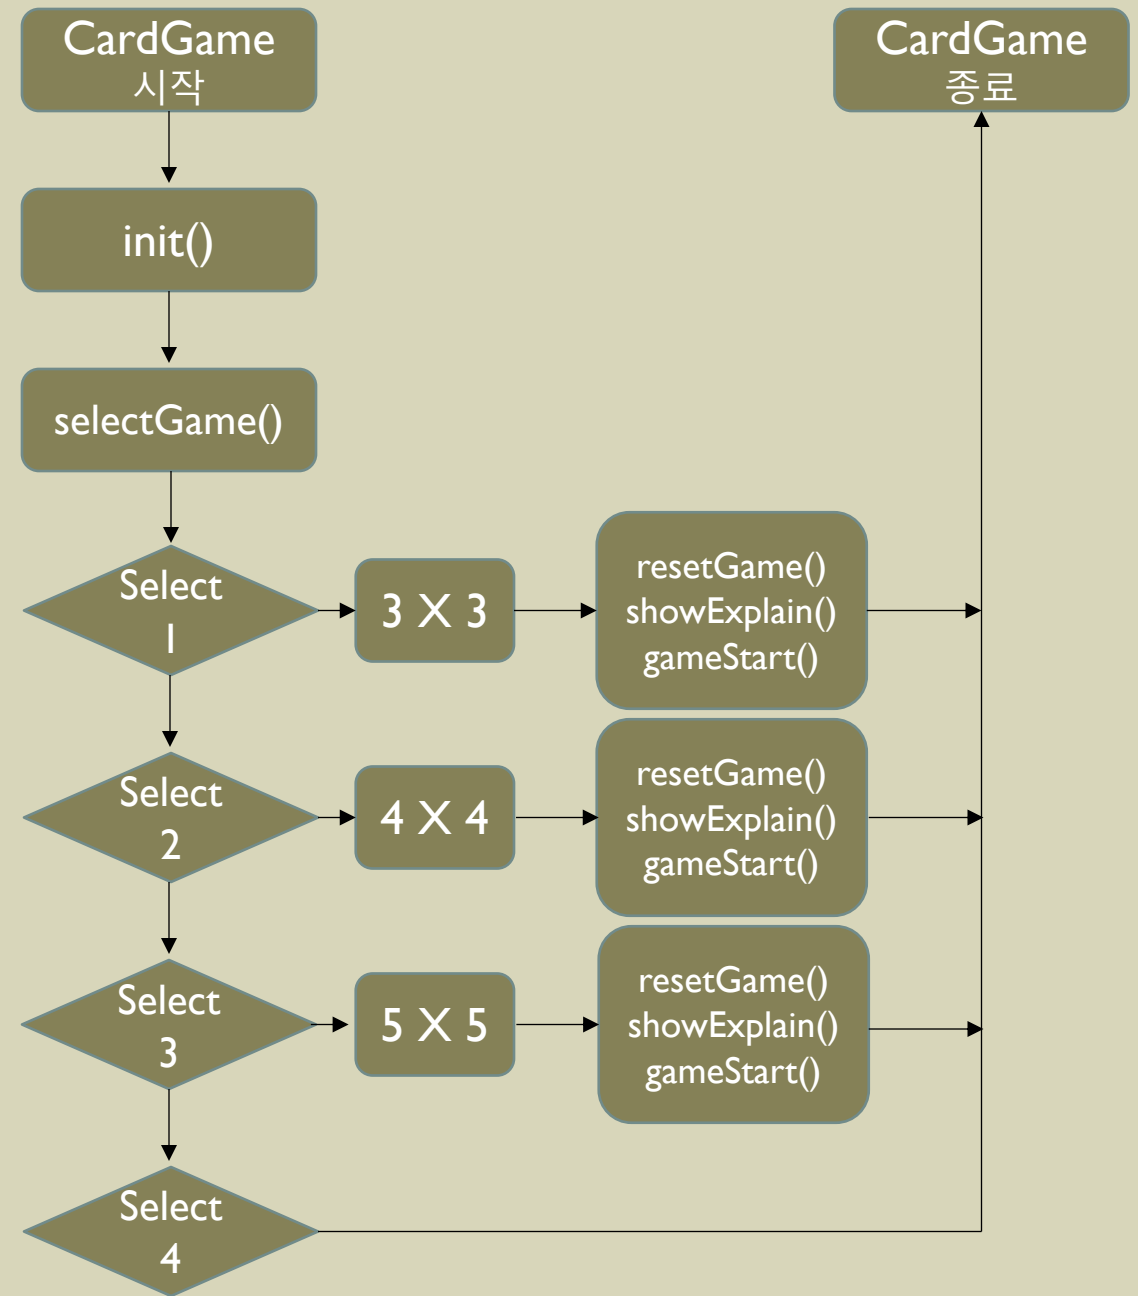 CardGame
시작
CardGame
종료
init()
selectGame()
Select
1
3 X 3
resetGame()
showExplain()
gameStart()
Select
2
4 X 4
resetGame()
showExplain()
gameStart()
Select
3
5 X 5
resetGame()
showExplain()
gameStart()
Select
4